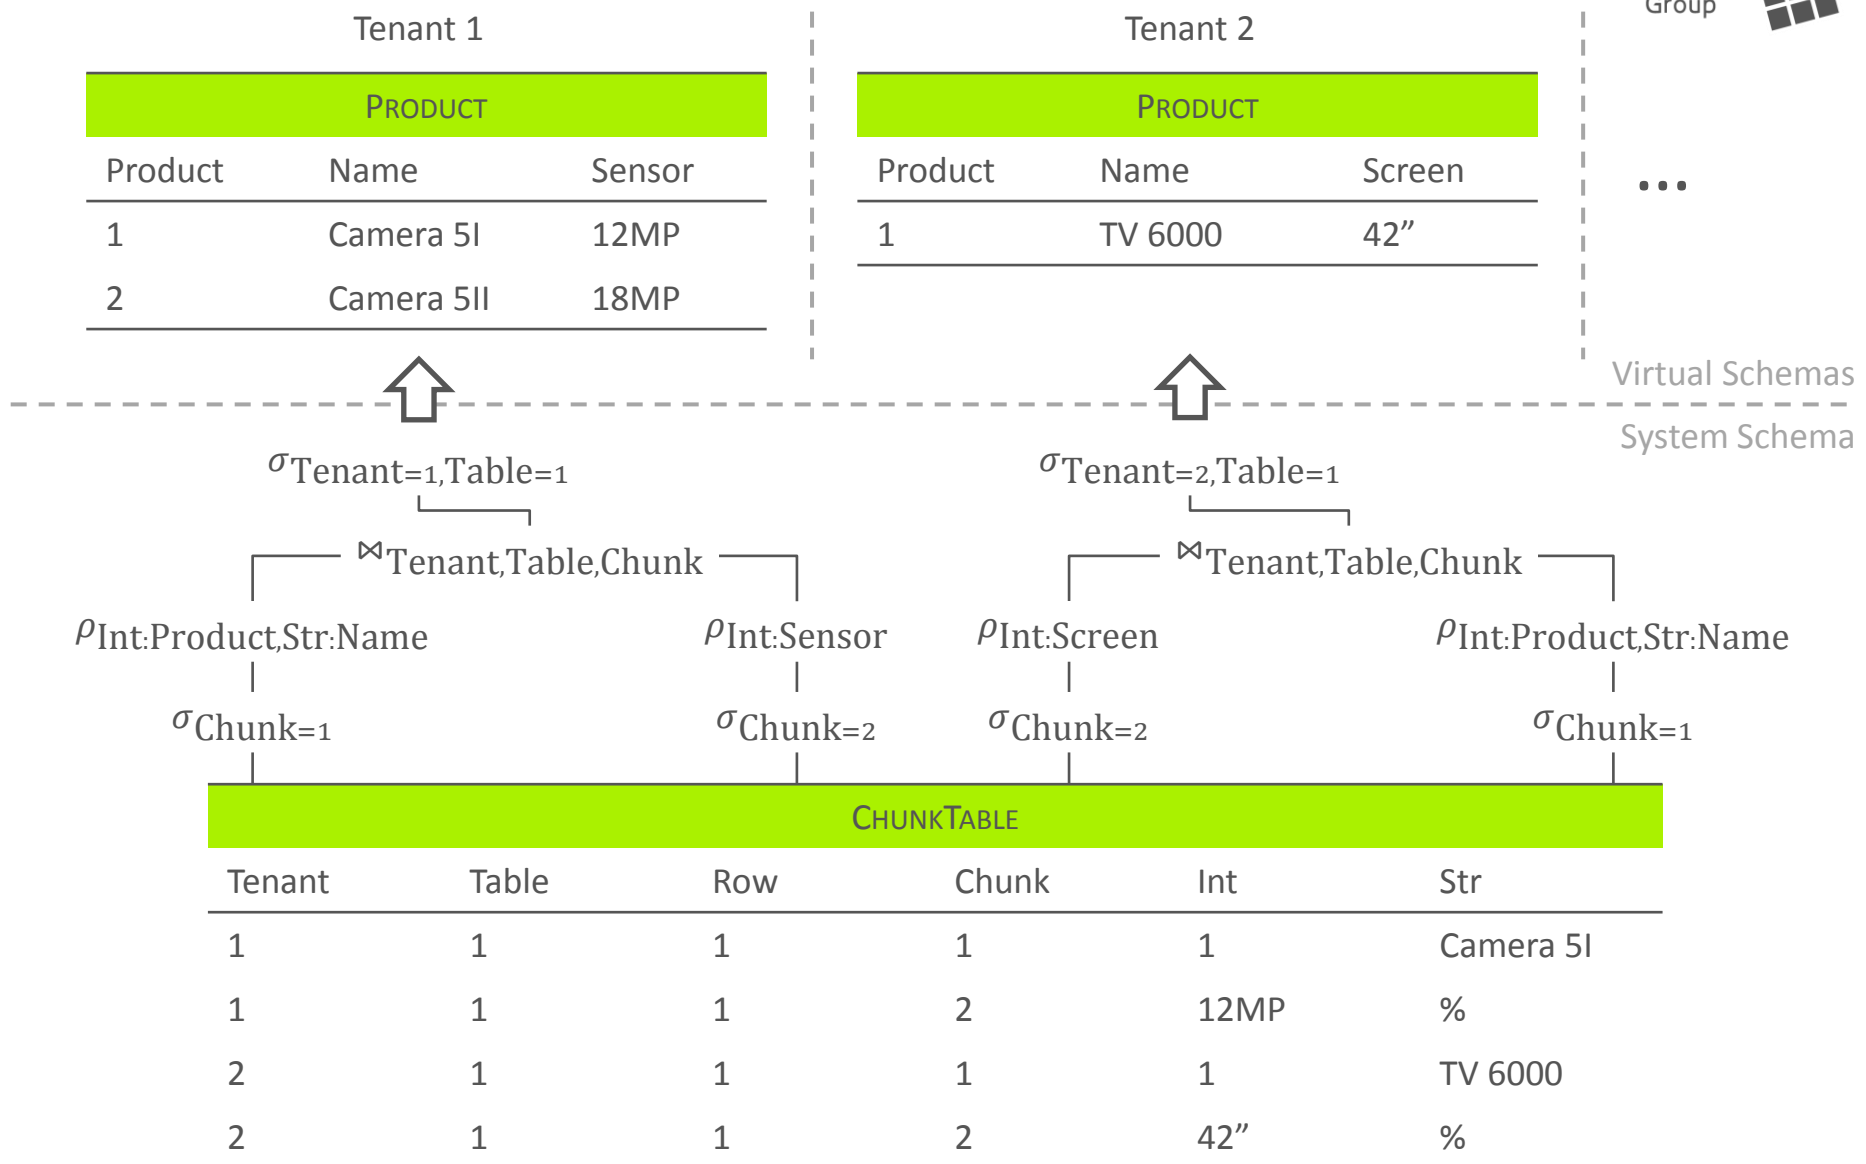 Group
Tenant 1 Tenant 2
PRODUCT PRODUCT
Product Name Sensor Product Name Screen
...
1 Camera 5I 12MP 1 TV 6000 42”
2 Camera 5II 18MP
Virtual Schemas
System Schema
σTenant=1,Table=1 σTenant=2,Table=1
⋈Tenant,Table,Chunk ⋈Tenant,Table,Chunk
ρInt:Product,Str:Name ρInt:Sensor ρInt:Screen ρInt:Product,Str:Name
σChunk=1 σChunk=2 σChunk=2 σChunk=1
CHUNKTABLE
Tenant Table Row Chunk Int Str
1 1 1 1 1 Camera 5I
1 1 1 2 12MP %
2 1 1 1 1 TV 6000
2 1 1 2 42” %